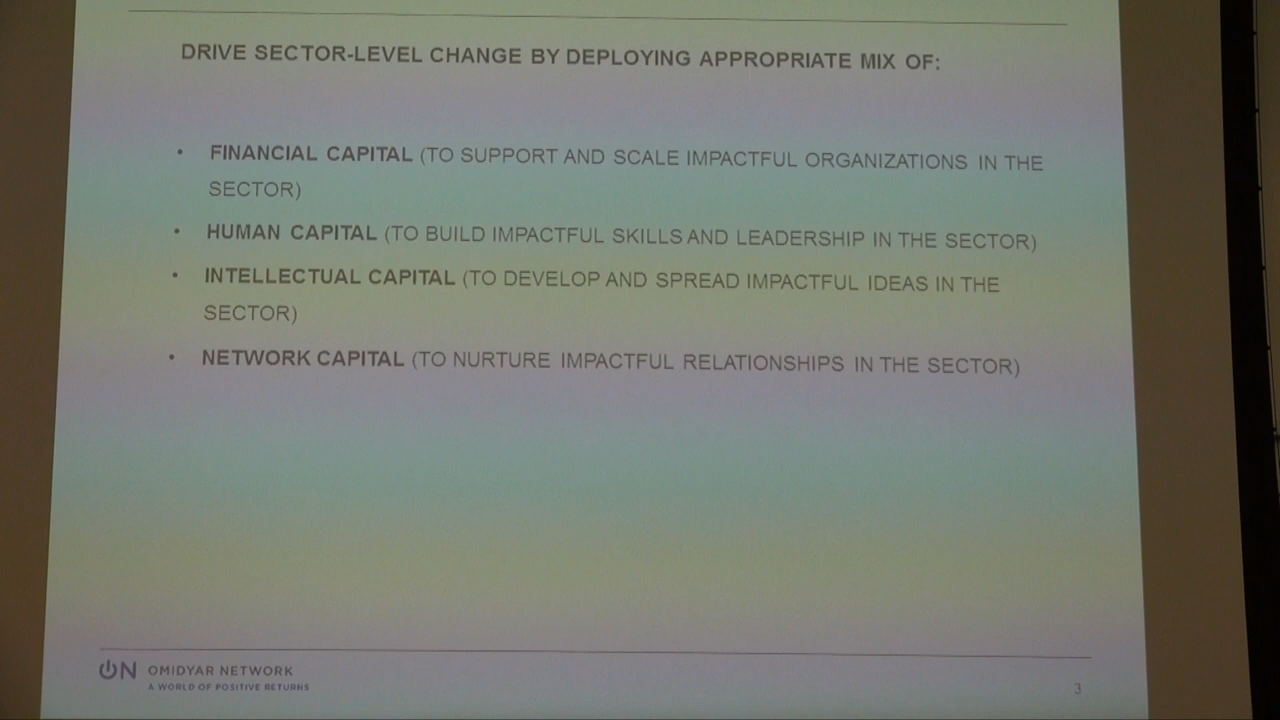 DRIVE SECTOR-LEVEL CHANGE BY DEPLOYING APPROPRIATE MIX OF:
• FINANCIAL CAPITAL (TO SUPPORT AND SCALE IMPACTFUL ORGANIZATIONS IN THE
SECTOR)
• HUMAN CAPITAL (TO BUILD IMPACTFUL SKILLS AND LEADERSHIP IN THE SECTOR)
• INTELLECTUAL CAPITAL (TO DEVELOP AND SPREAD IMPACTFUL IDEAS IN THE
SECTOR)
• NETWORK CAPITAL (TO NURTURE IMPACTFUL RELATIONSHIPS IN THE SECTOR)
ON OMIDYAR NETWORK
A WORLD OF POSITIVE RETURNS
3